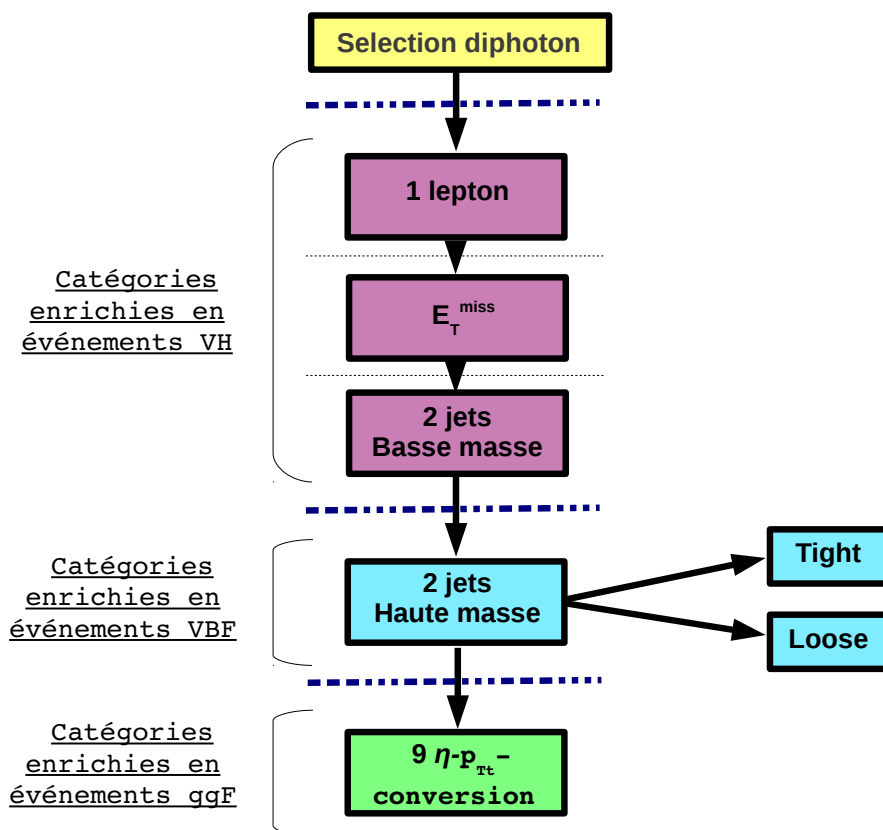 Selection diphoton
1 lepton
Catégories
enrichies en
événements VH
E_T^miss
2 jets
Basse masse
Catégories
enrichies en
événements VBF
2 jets
Haute masse
Tight
Loose
Catégories
enrichies en
événements ggF
9 η-p_Tt-
conversion